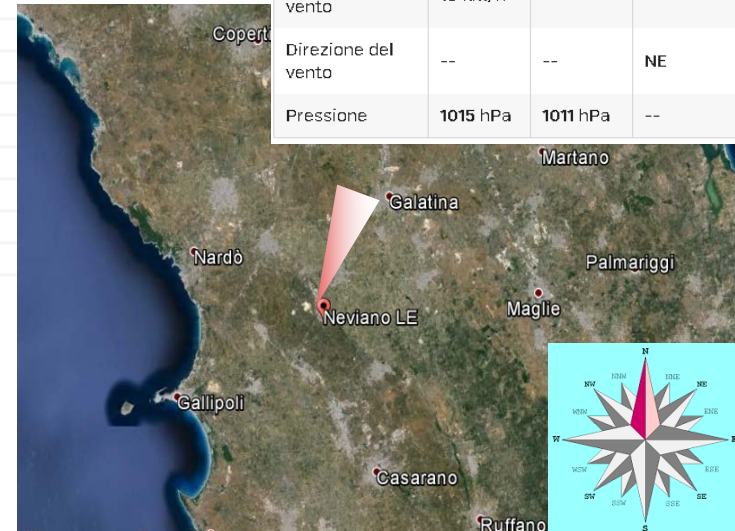 vento
Direzione del
vento
--
--
NE
Pressione
1015 hPa
1011 hPa
--
Martano
Galatina
Nardò
Palmariggi
Neviano LE
Maglie
Gallipoli
Casarano
Ruffano
N
NNW
NNE
NW
NE
WNW
ENE
W
E
WSW
ESE
SW
SE
SSW
SSE
S